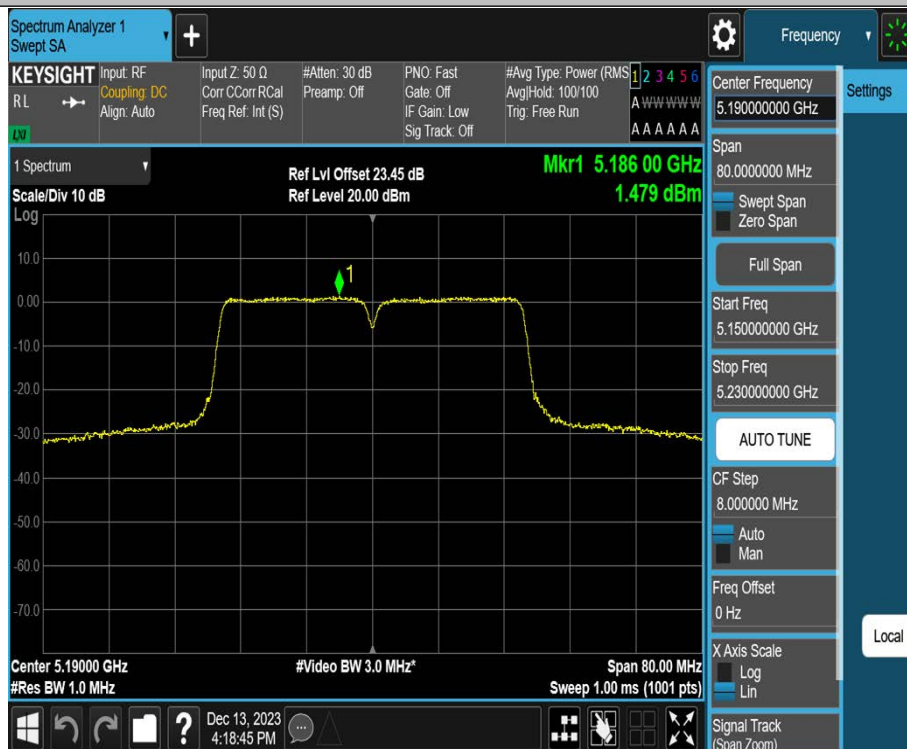 Spectrum Analyzer 1
Swept SA
+
Frequency
KEYSIGHT
RL
LXI
Input: RF
Coupling: DC
Align: Auto
Input Z: 50 Ω
Corr CCorr RCal
Freq Ref: Int (S)
#Atten: 30 dB
Preamp: Off
PNO: Fast
Gate: Off
IF Gain: Low
Sig Track: Off
#Avg Type: Power (RMS
Avg|Hold: 100/100
Trig: Free Run
1 2 3 4 5 6
A W W W W W
A A A A A A
Center Frequency
5.190000000 GHz
Settings
Span
80.0000000 MHz
Swept Span
Zero Span
Full Span
Start Freq
5.150000000 GHz
Stop Freq
5.230000000 GHz
AUTO TUNE
CF Step
8.000000 MHz
Auto
Man
Freq Offset
0 Hz
X Axis Scale
Log
Lin
Signal Track
(Span Zoom)
Local
1 Spectrum
Scale/Div 10 dB
Log
Ref Lvl Offset 23.45 dB
Ref Level 20.00 dBm
Mkr1 5.186 00 GHz
1.479 dBm
10.0
1
0.00
-10.0
-20.0
-30.0
-40.0
-50.0
-60.0
-70.0
Center 5.19000 GHz
#Res BW 1.0 MHz
#Video BW 3.0 MHz*
Span 80.00 MHz
Sweep 1.00 ms (1001 pts)
?
Dec 13, 2023
4:18:45 PM